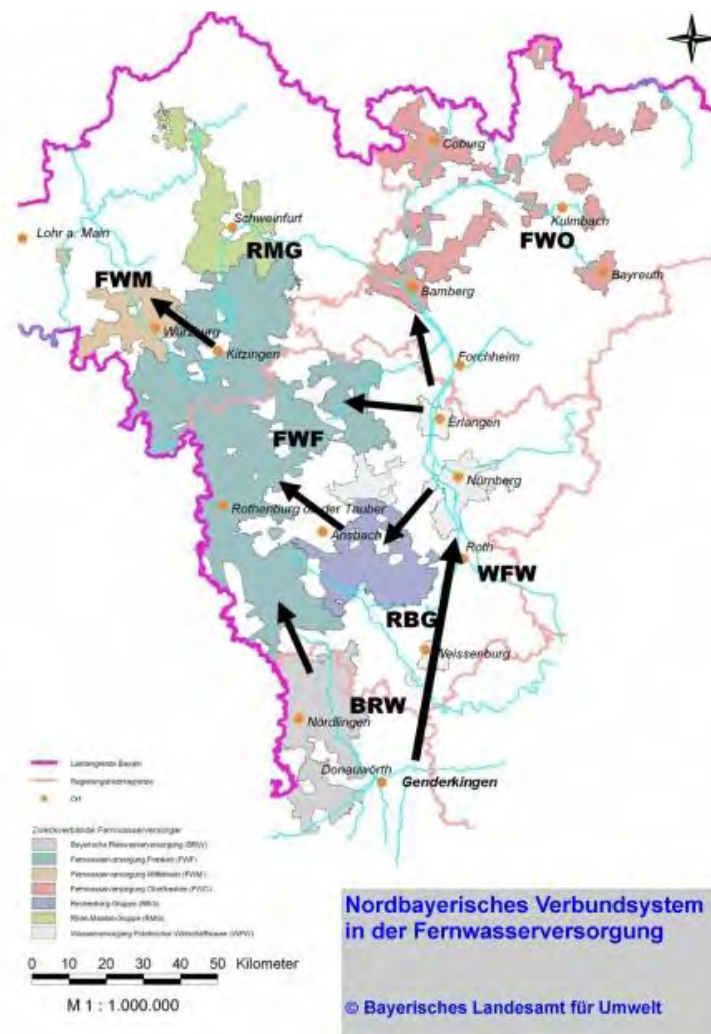 Coburg
Kulmbach
FWO
Bayreuth
Schweinfurt
Lohr a. Main
RMG
FWM
Bamberg
Würzburg
Kitzingen
Forchheim
Erlangen
FWF
Nürnberg
Rothenburg ob der Tauber
Ansbach
Roth
WFW
RBG
Weissenburg
BRW
Nördlingen
Donauwörth
Genderkingen
Landesgrenze Bayern
Regierungsbezirksgrenze
Ort
Zweckverbände Fernwasserversorger
Bayerische Rieswasserversorgung (BRW)
Fernwasserversorgung Franken (FWF)
Fernwasserversorgung Mittelmain (FWM)
Fernwasserversorgung Oberfranken (FWO)
Reckenberg-Gruppe (RBG)
Rhön-Maintal-Gruppe (RMG)
(WFW)
0 10 20 30 40 50 Kilometer
M 1 : 1.000.000
Nordbayerisches Verbundsystem
in der Fernwasserversorgung
© Bayerisches Landesamt für Umwelt